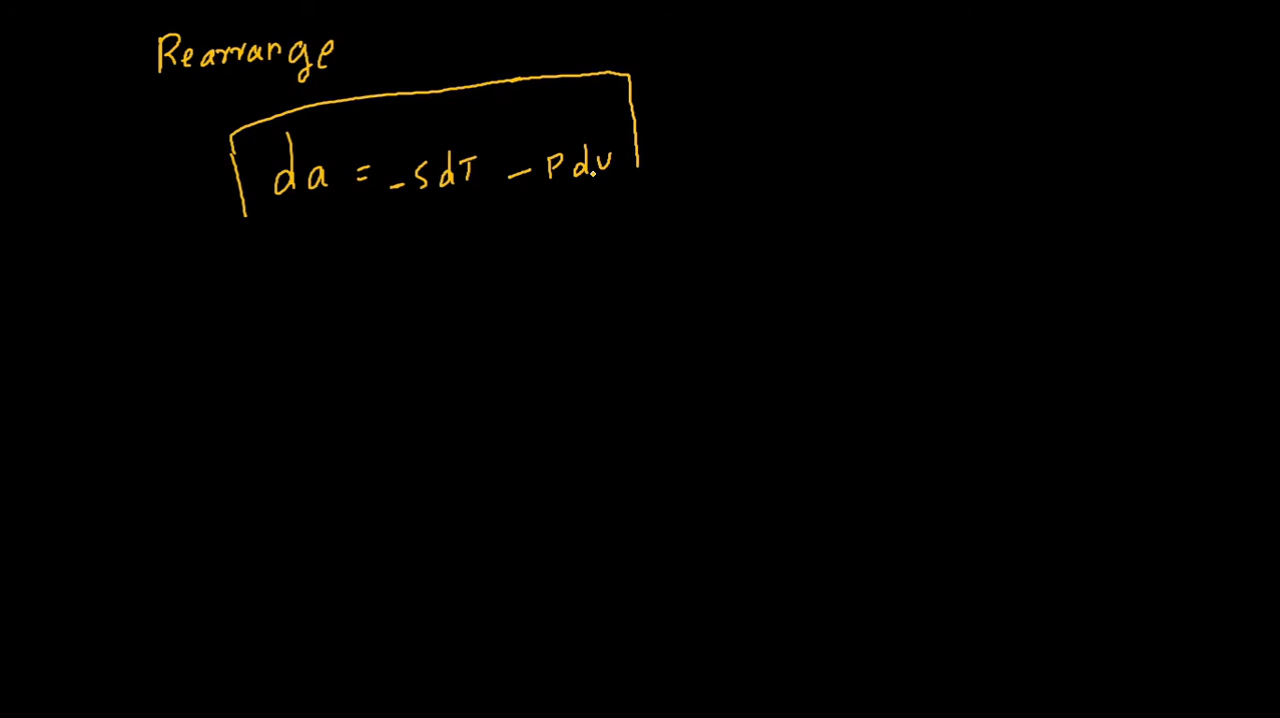 Rearrange
da = -sdT - Pdv